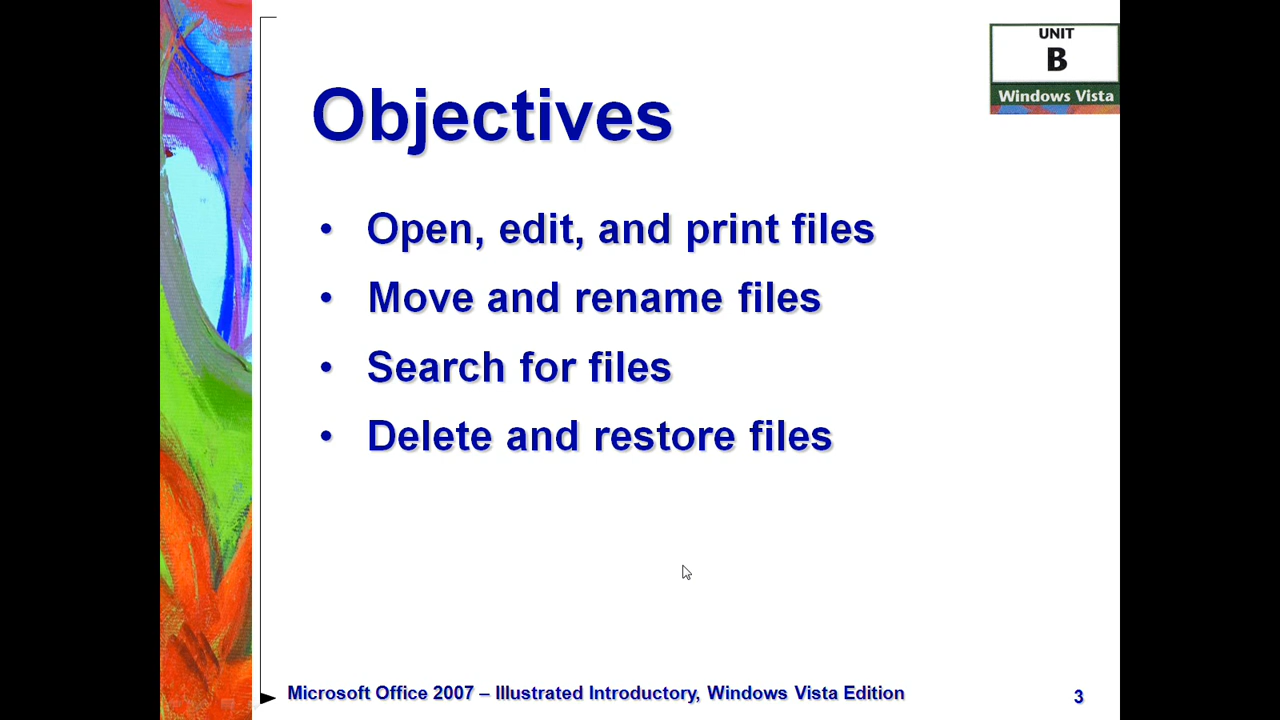 UNIT
B
Windows Vista
Objectives
• Open, edit, and print files
• Move and rename files
• Search for files
• Delete and restore files
Microsoft Office 2007 – Illustrated Introductory, Windows Vista Edition
3